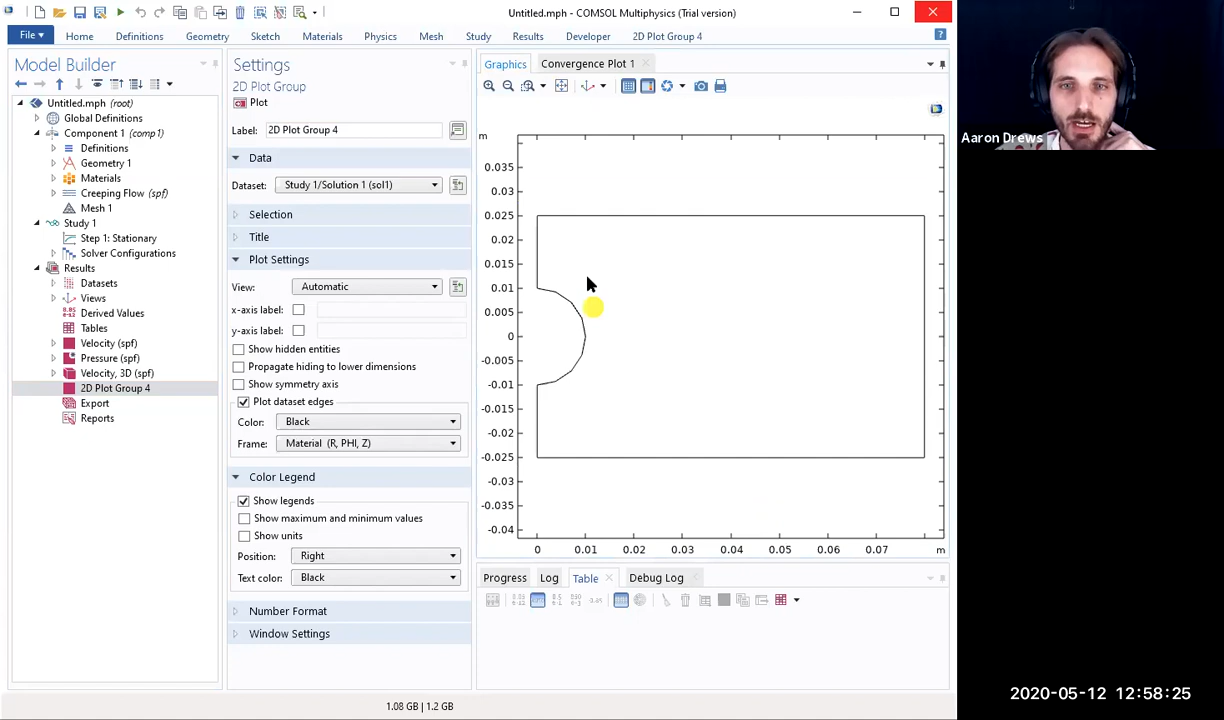 Untitled.mph - COMSOL Multiphysics (Trial version)
File
Home
Definitions
Geometry
Sketch
Materials
Physics
Mesh
Study
Results
Developer
2D Plot Group 4
?
Model Builder
Untitled.mph (root)
Global Definitions
Component 1 (comp1)
Definitions
Geometry 1
Materials
Creeping Flow (spf)
Mesh 1
Study 1
Step 1: Stationary
Solver Configurations
Results
Datasets
Views
Derived Values
Tables
Velocity (spf)
Pressure (spf)
Velocity, 3D (spf)
2D Plot Group 4
Export
Reports
Settings
2D Plot Group
Plot
Label: 2D Plot Group 4
Data
Dataset: Study 1/Solution 1 (sol1)
Selection
Title
Plot Settings
View: Automatic
x-axis label:
y-axis label:
Show hidden entities
Propagate hiding to lower dimensions
Show symmetry axis
Plot dataset edges
Color: Black
Frame: Material (R, PHI, Z)
Color Legend
Show legends
Show maximum and minimum values
Show units
Position: Right
Text color: Black
Number Format
Window Settings
Graphics
Convergence Plot 1
m
0.035
0.03
0.025
0.02
0.015
0.01
0.005
0
-0.005
-0.01
-0.015
-0.02
-0.025
-0.03
-0.035
-0.04
0 0.01 0.02 0.03 0.04 0.05 0.06 0.07 m
Progress
Log
Table
Debug Log
1.08 GB | 1.2 GB
Aaron Drews
2020-05-12 12:58:25